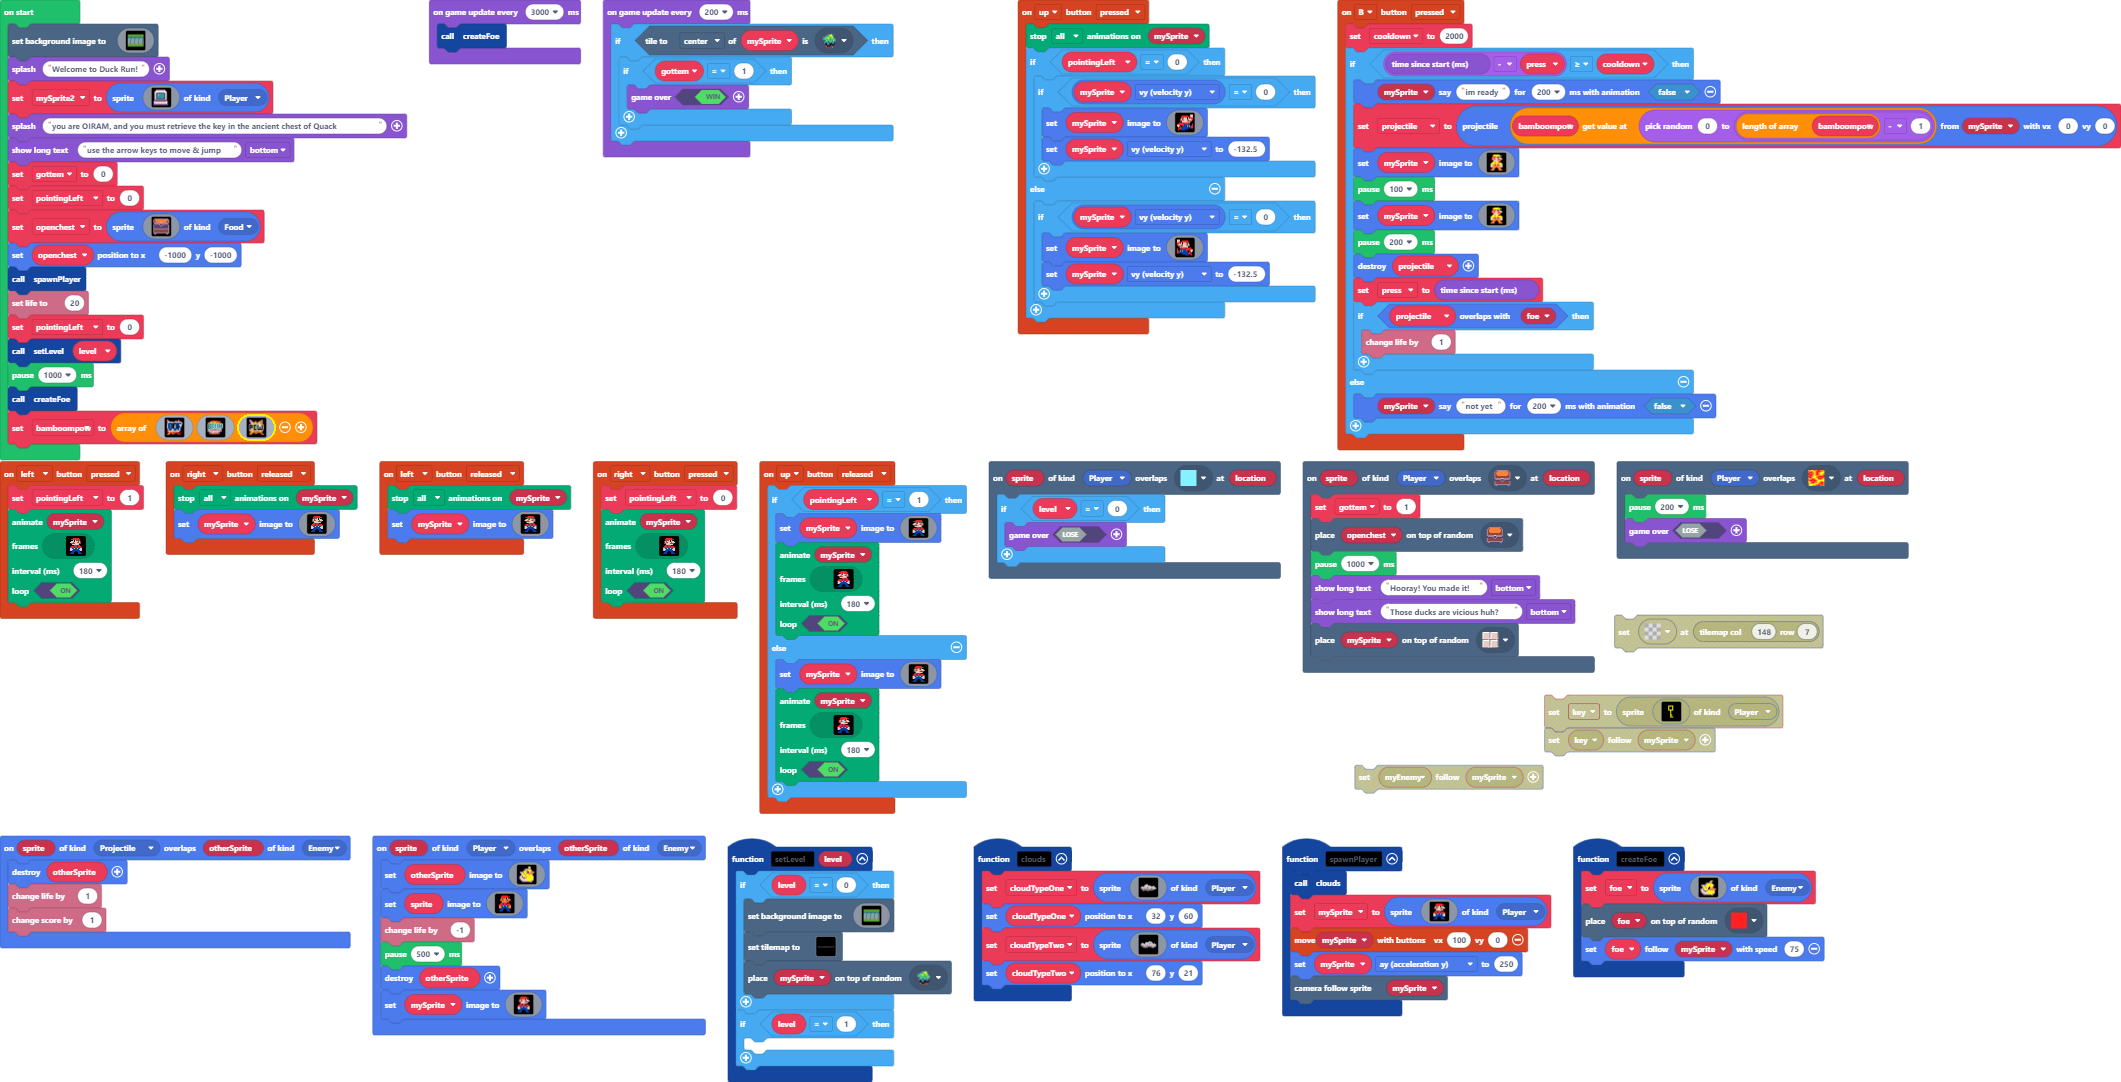 on start
set background image to
splash "Welcome to Duck Run!"
set mySprite2 to sprite of kind Player
splash "you are OIRAM, and you must retrieve the key in the ancient chest of Quack"
show long text "use the arrow keys to move & jump" bottom
set gottem to 0
set pointingLeft to 0
set openchest to sprite of kind Food
set openchest position to x -1000 y -1000
call spawnPlayer
set life to 20
set pointingLeft to 0
call setLevel level
pause 1000 ms
call createFoe
set bamboompow to array of
on game update every 3000 ms
call createFoe
on game update every 200 ms
if tile to center of mySprite is then
if gottem = 1 then
game over WIN
on up button pressed
stop all animations on mySprite
if pointingLeft = 0 then
if mySprite vy (velocity y) = 0 then
set mySprite image to
set mySprite vy (velocity y) to -132.5
else
if mySprite vy (velocity y) = 0 then
set mySprite image to
set mySprite vy (velocity y) to -132.5
on B button pressed
set cooldown to 2000
if time since start (ms) - press ≥ cooldown then
mySprite say "im ready" for 200 ms with animation false
set projectile to projectile bamboompow get value at pick random 0 to length of array bamboompow - 1 from mySprite with vx 0 vy 0
set mySprite image to
pause 100 ms
set mySprite image to
pause 200 ms
destroy projectile
set press to time since start (ms)
if projectile overlaps with foe then
change life by 1
else
mySprite say "not yet" for 200 ms with animation false
on left button pressed
set pointingLeft to 1
animate mySprite
frames
interval (ms) 180
loop ON
on right button released
stop all animations on mySprite
set mySprite image to
on left button released
stop all animations on mySprite
set mySprite image to
on right button pressed
set pointingLeft to 0
animate mySprite
frames
interval (ms) 180
loop ON
on up button released
if pointingLeft = 1 then
set mySprite image to
animate mySprite
frames
interval (ms) 180
loop ON
else
set mySprite image to
animate mySprite
frames
interval (ms) 180
loop ON
on sprite of kind Player overlaps at location
if level = 0 then
game over LOSE
on sprite of kind Player overlaps at location
set gottem to 1
place openchest on top of random
pause 1000 ms
show long text "Hooray! You made it!" bottom
show long text "Those ducks are vicious huh?" bottom
place mySprite on top of random
on sprite of kind Player overlaps at location
pause 200 ms
game over LOSE
set at tilemap col 148 row 7
set key to sprite of kind Player
set key follow mySprite
set myEnemy follow mySprite
on sprite of kind Projectile overlaps otherSprite of kind Enemy
destroy otherSprite
change life by 1
change score by 1
on sprite of kind Player overlaps otherSprite of kind Enemy
set otherSprite image to
set sprite image to
change life by -1
pause 500 ms
destroy otherSprite
set mySprite image to
function setLevel level
if level = 0 then
set background image to
set tilemap to
place mySprite on top of random
if level = 1 then
function clouds
set cloudTypeOne to sprite of kind Player
set cloudTypeOne position to x 32 y 60
set cloudTypeTwo to sprite of kind Player
set cloudTypeTwo position to x 76 y 21
function spawnPlayer
call clouds
set mySprite to sprite of kind Player
move mySprite with buttons vx 100 vy 0
set mySprite ay (acceleration y) to 250
camera follow sprite mySprite
function createFoe
set foe to sprite of kind Enemy
place foe on top of random
set foe follow mySprite with speed 75